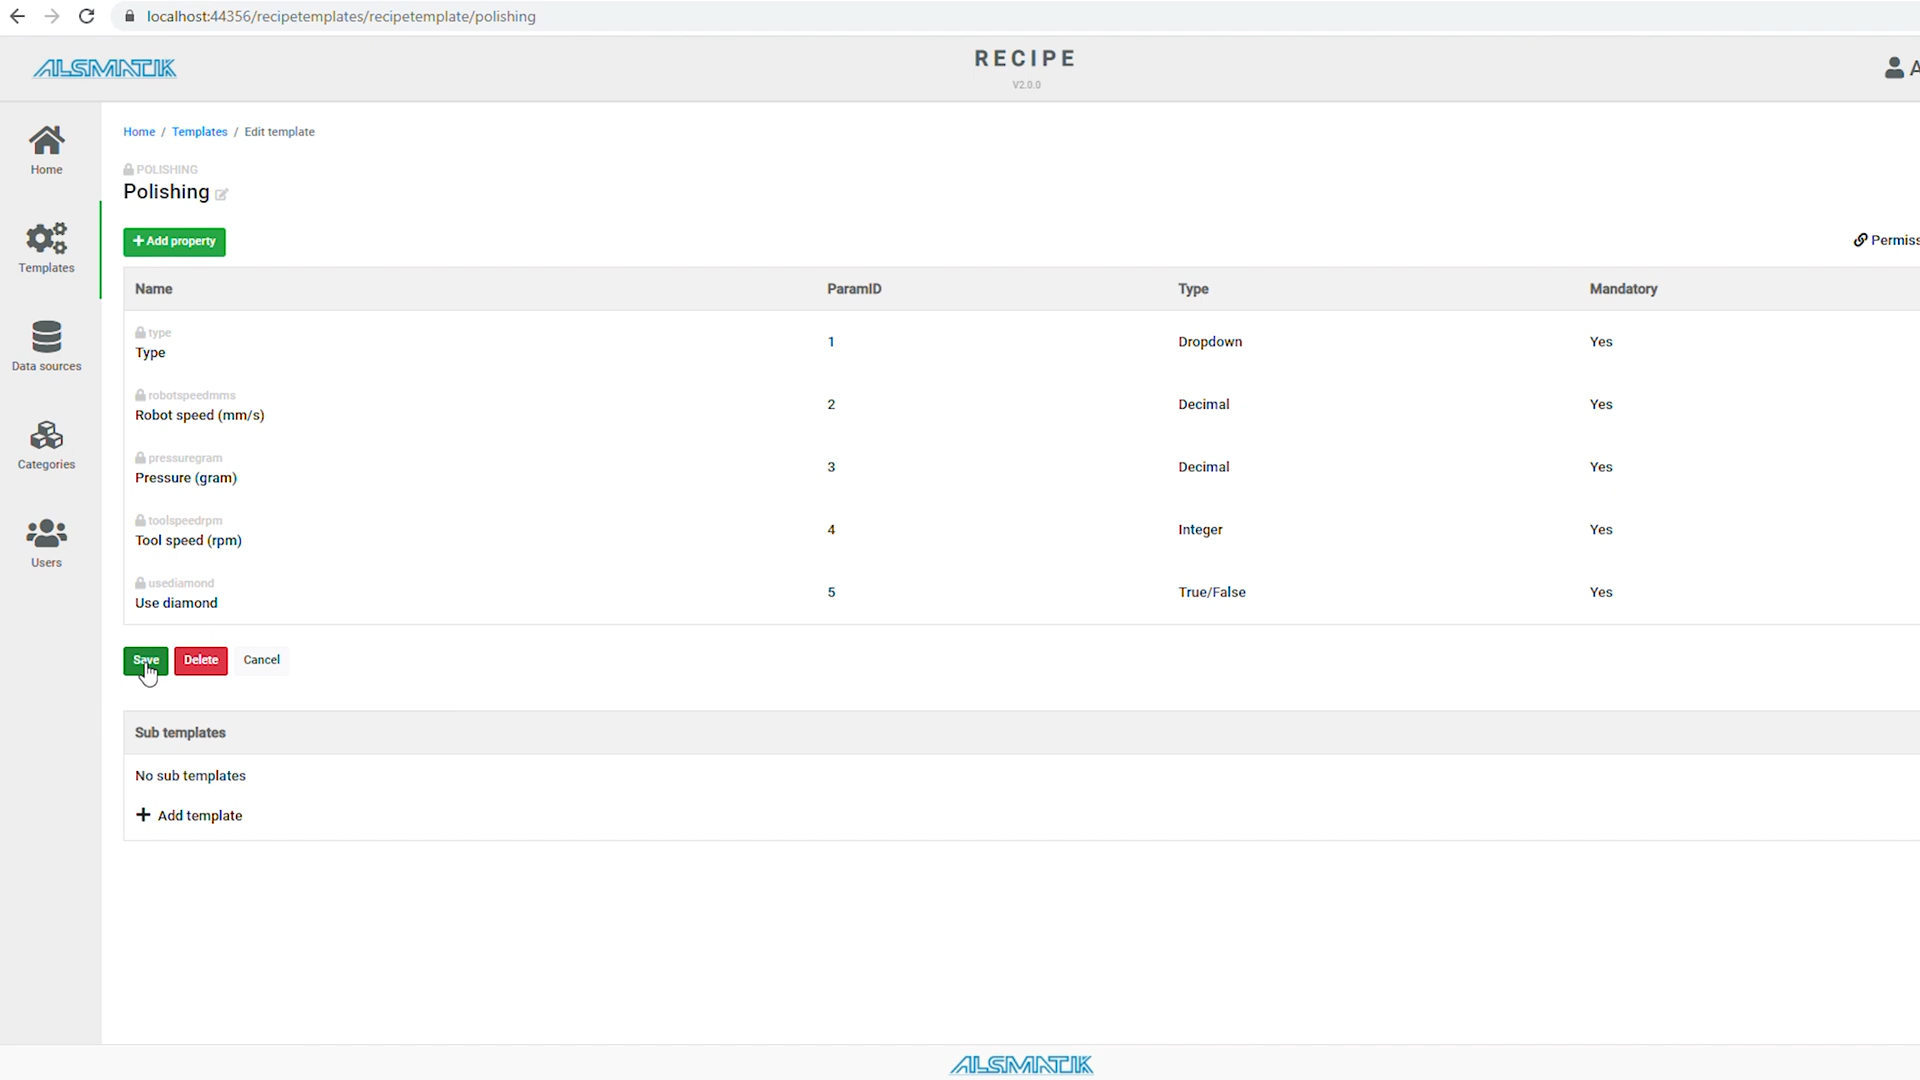 localhost:44356/recipetemplates/recipetemplate/polishing
ALSMATIK
RECIPE
V2.0.0
A
Home
Templates
Data sources
Categories
Users
Home / Templates / Edit template
POLISHING
Polishing
+ Add property
Permiss
Name ParamID Type Mandatory
type
Type 1 Dropdown Yes
robotspeedmms
Robot speed (mm/s) 2 Decimal Yes
pressuregram
Pressure (gram) 3 Decimal Yes
toolspeedrpm
Tool speed (rpm) 4 Integer Yes
usediamond
Use diamond 5 True/False Yes
Save Delete Cancel
Sub templates
No sub templates
+ Add template
ALSMATIK